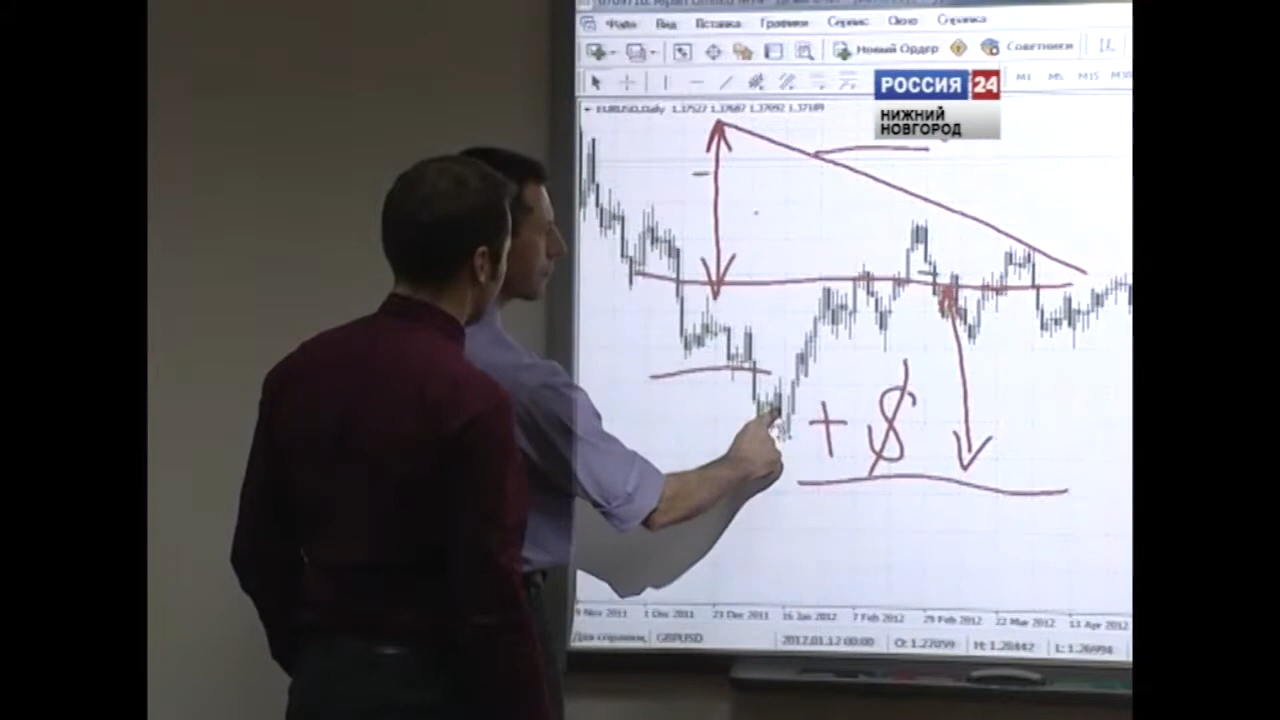 Файл Вид Вставка Графики Сервис Окно Справка
Новый Ордер Советники
M1 M5 M15 M30
РОССИЯ 24
НИЖНИЙ
НОВГОРОД
EURUSD,Daily 1.37527 1.37687 1.37092 1.37189
+ $
9 Nov 2011 1 Dec 2011 23 Dec 2011 16 Jan 2012 7 Feb 2012 29 Feb 2012 22 Mar 2012 13 Apr 2012
Для справки, GBPUSD 2012.01.12 00:00 O: 1.27059 H: 1.28442 L: 1.26998